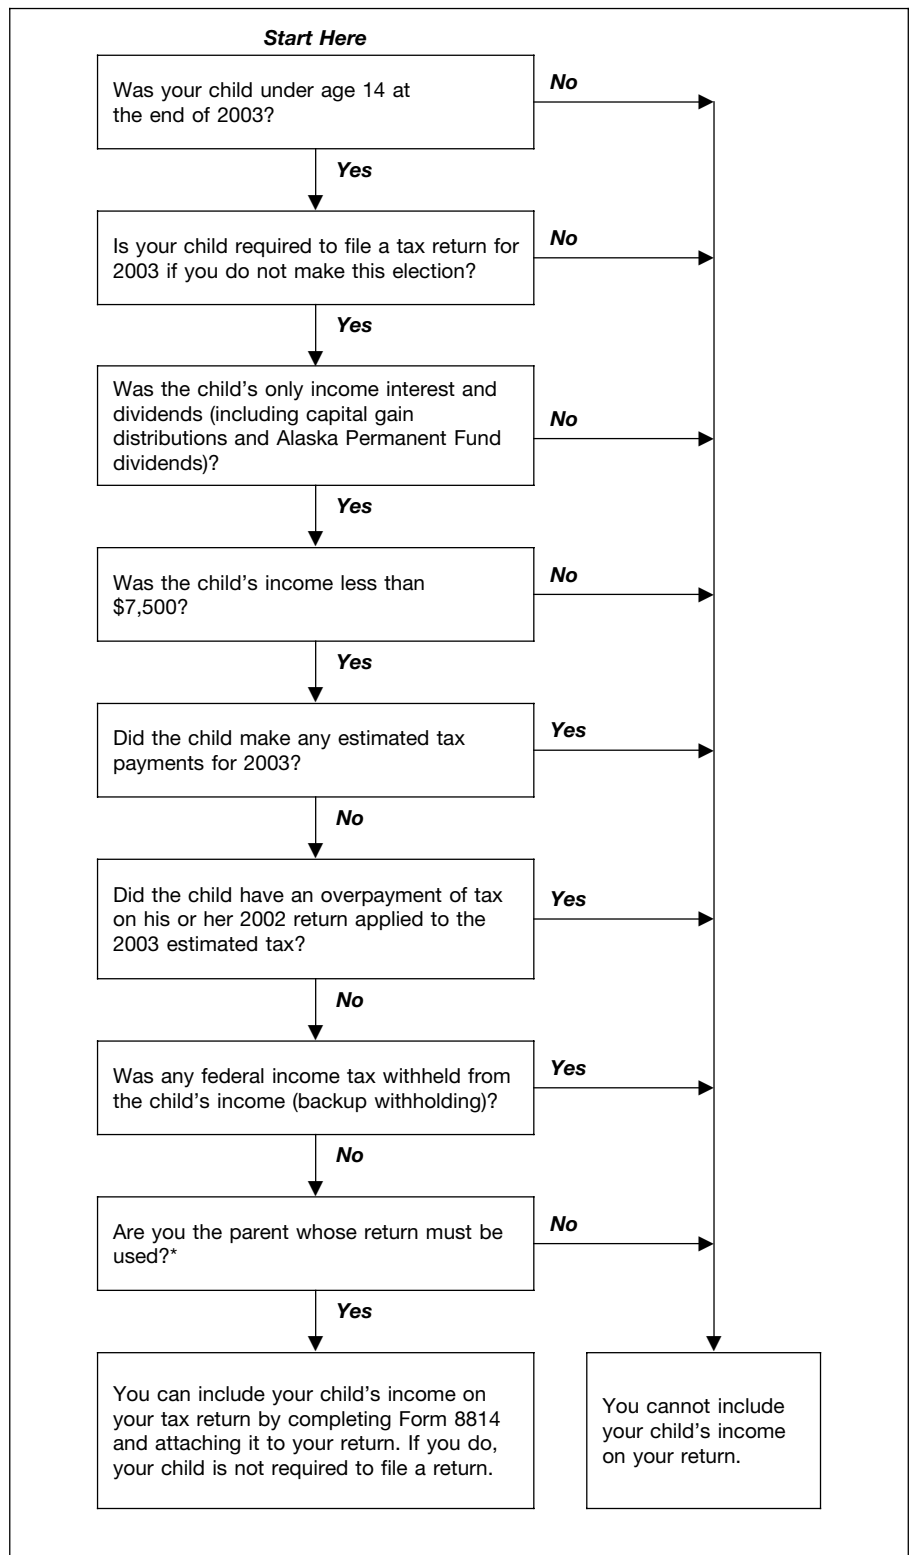 Start Here
Was your child under age 14 at
the end of 2003?
No
Yes
Is your child required to file a tax return for
2003 if you do not make this election?
No
Yes
Was the child's only income interest and
dividends (including capital gain
distributions and Alaska Permanent Fund
dividends)?
No
Yes
Was the child's income less than
$7,500?
No
Yes
Did the child make any estimated tax
payments for 2003?
Yes
No
Did the child have an overpayment of tax
on his or her 2002 return applied to the
2003 estimated tax?
Yes
No
Was any federal income tax withheld from
the child's income (backup withholding)?
Yes
No
Are you the parent whose return must be
used?*
No
Yes
You can include your child's income on
your tax return by completing Form 8814
and attaching it to your return. If you do,
your child is not required to file a return.
You cannot include
your child's income
on your return.